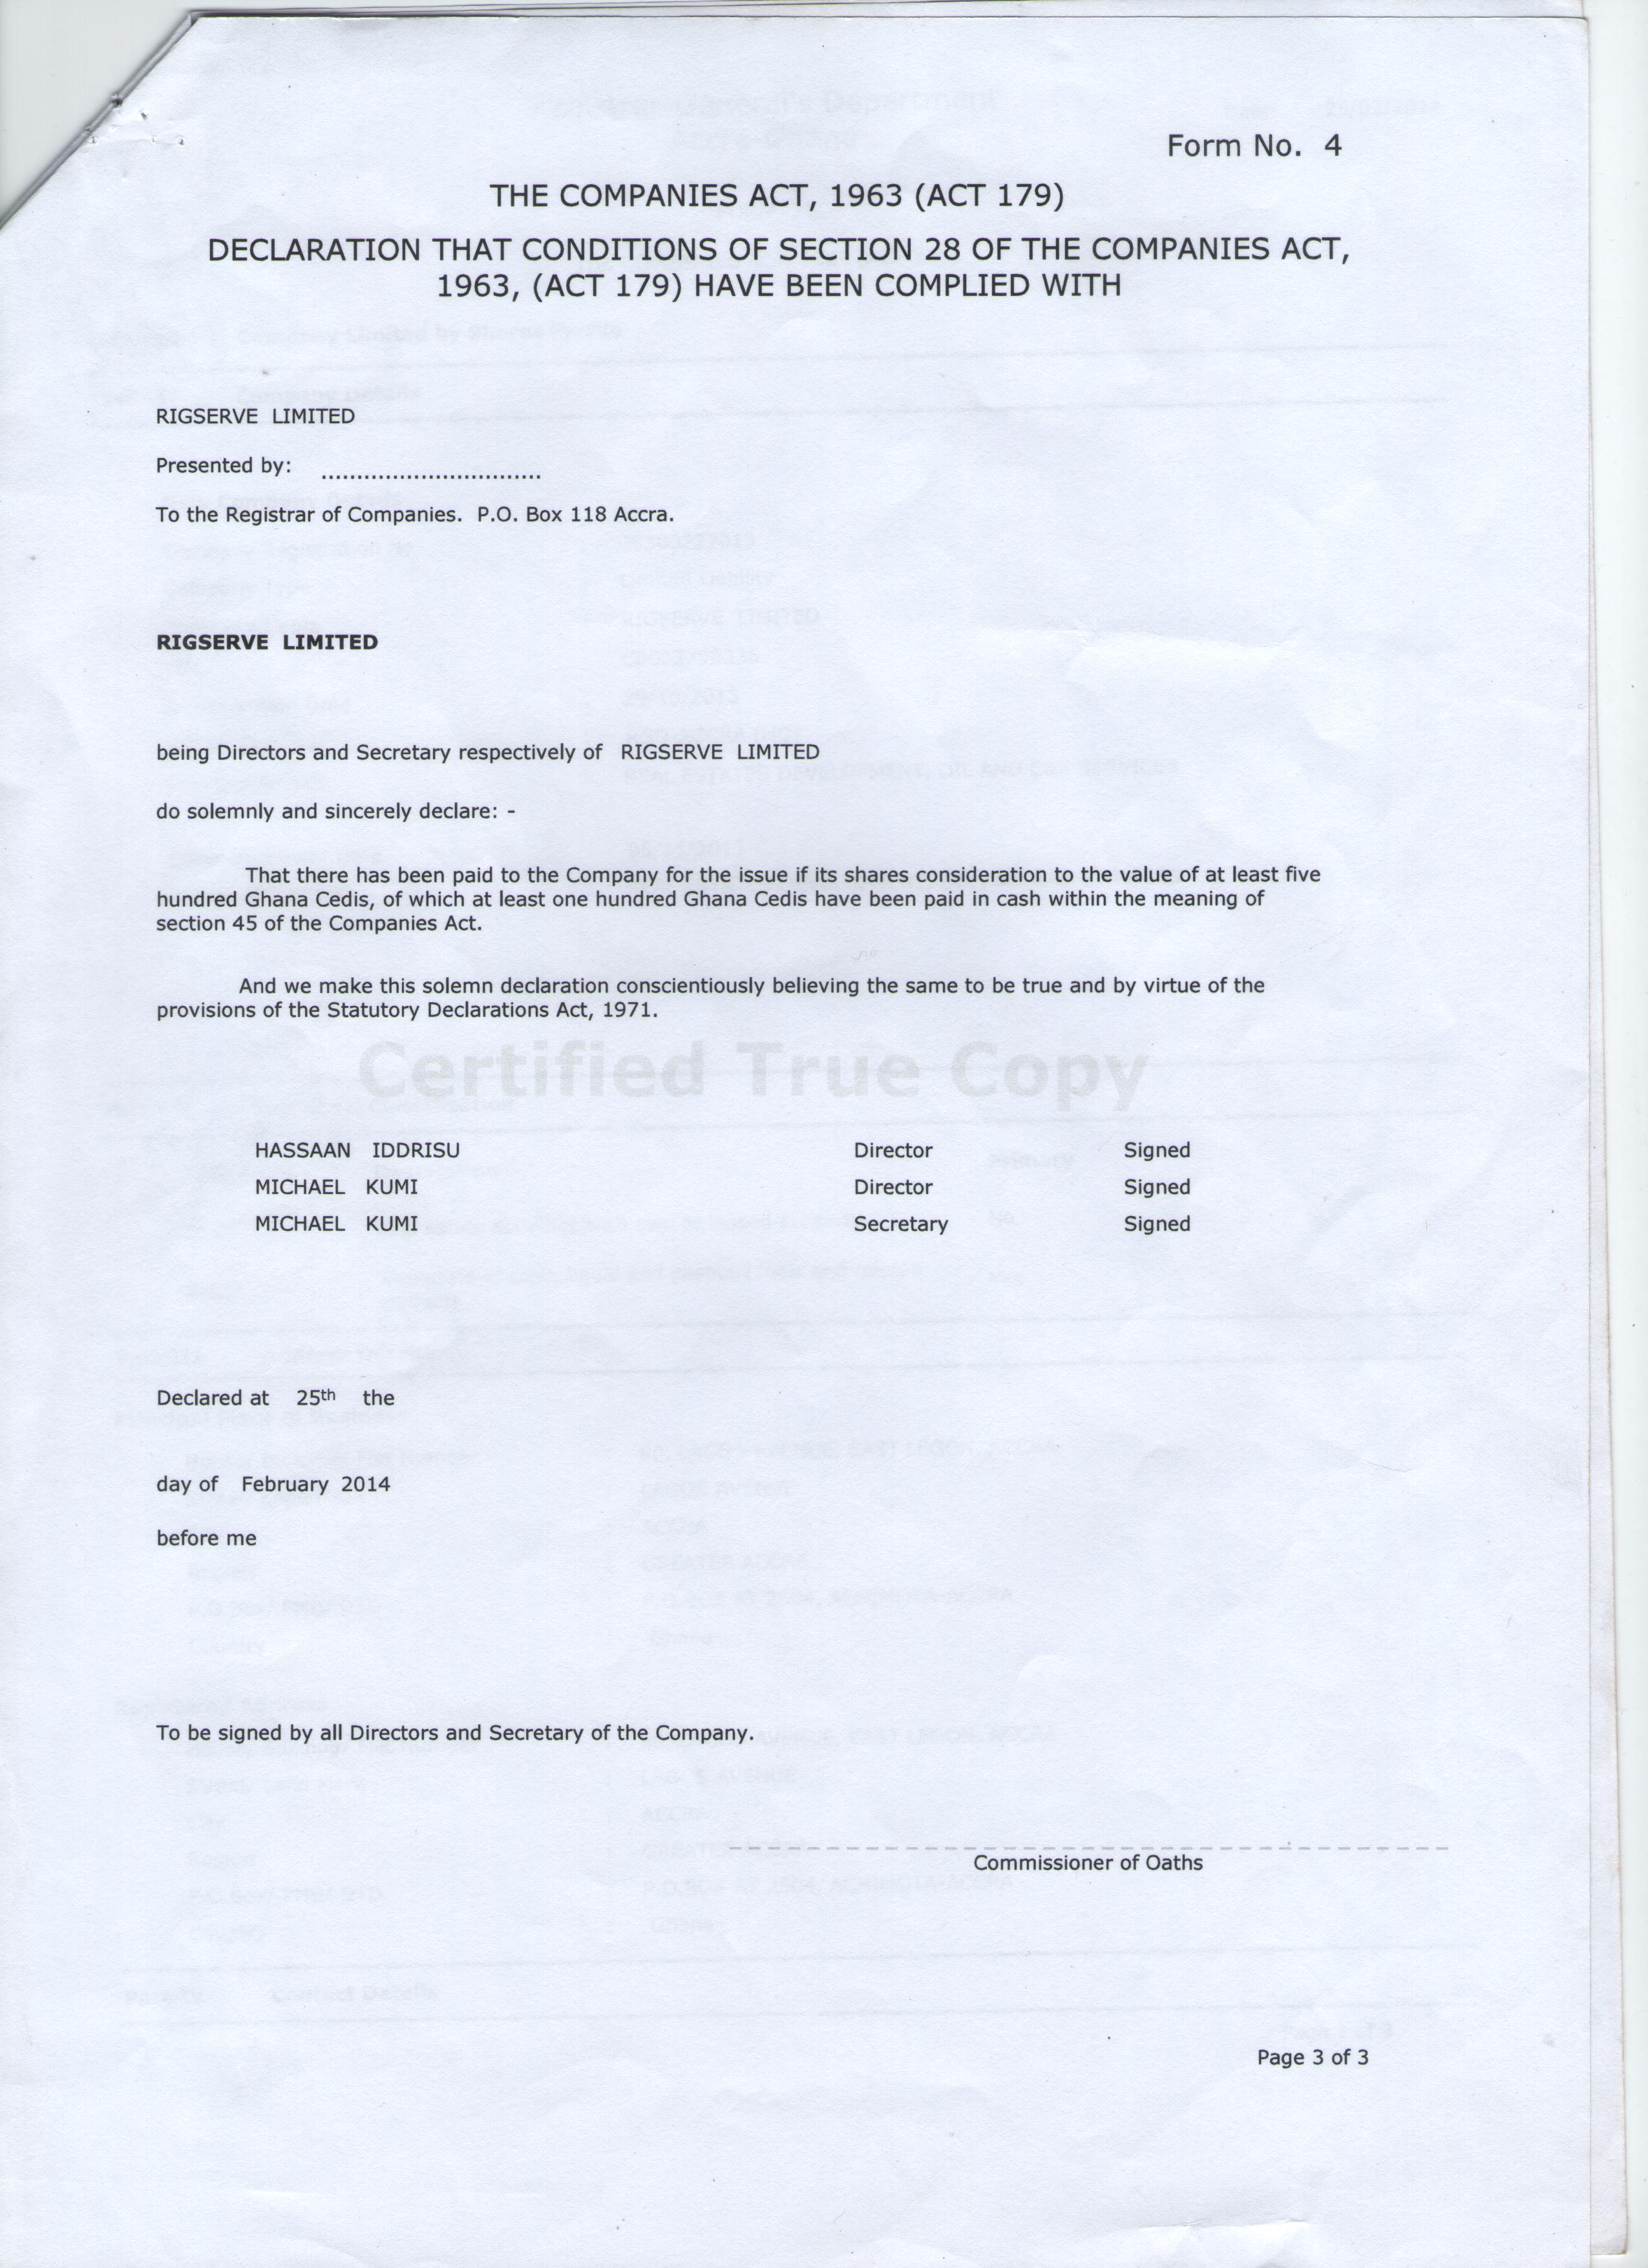 Form No. 4
THE COMPANIES ACT, 1963 (ACT 179)
DECLARATION THAT CONDITIONS OF SECTION 28 OF THE COMPANIES ACT,
1963, (ACT 179) HAVE BEEN COMPLIED WITH
RIGSERVE LIMITED
Presented by: ...............................
To the Registrar of Companies. P.O. Box 118 Accra.
RIGSERVE LIMITED
being Directors and Secretary respectively of RIGSERVE LIMITED
do solemnly and sincerely declare: -
That there has been paid to the Company for the issue if its shares consideration to the value of at least five
hundred Ghana Cedis, of which at least one hundred Ghana Cedis have been paid in cash within the meaning of
section 45 of the Companies Act.
And we make this solemn declaration conscientiously believing the same to be true and by virtue of the
provisions of the Statutory Declarations Act, 1971.
Certified True Copy
HASSAAN IDDRISU Director Signed
MICHAEL KUMI Director Signed
MICHAEL KUMI Secretary Signed
Declared at 25th the
day of February 2014
before me
To be signed by all Directors and Secretary of the Company.
Commissioner of Oaths
Page 3 of 3